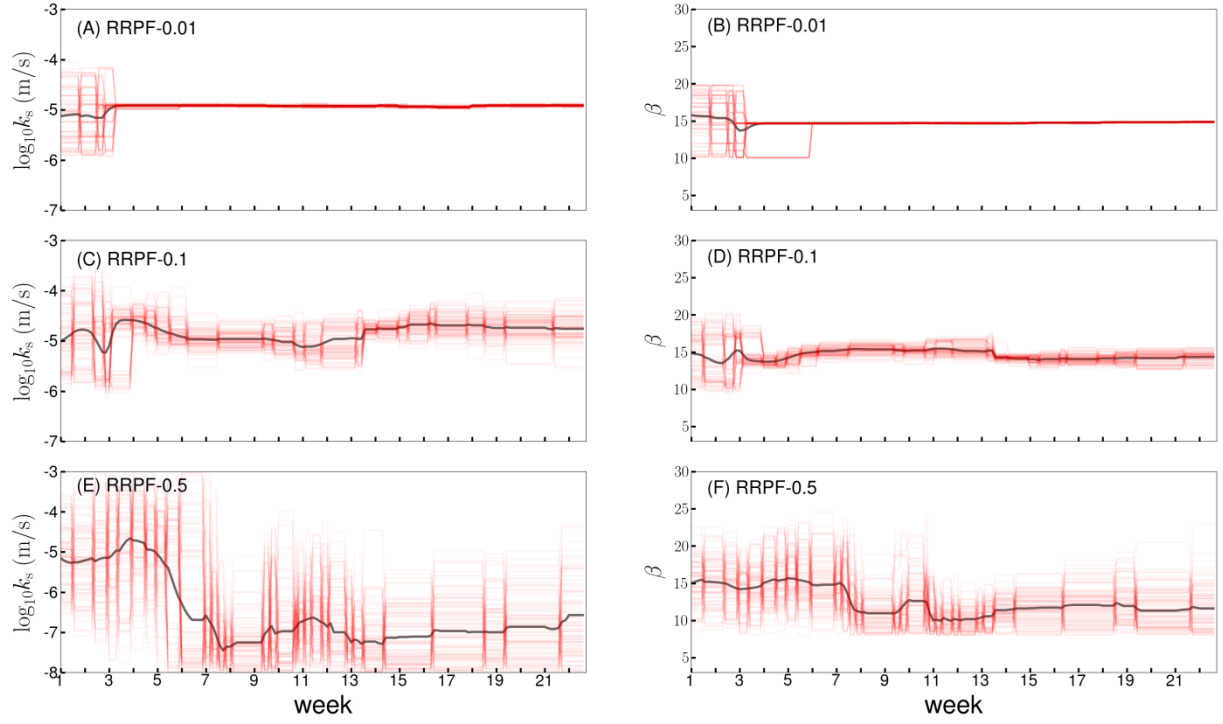 (A) RRPF-0.01
log₁₀kₛ (m/s)
-3
-4
-5
-6
-7
(B) RRPF-0.01
β
30
25
20
15
10
5
(C) RRPF-0.1
log₁₀kₛ (m/s)
-3
-4
-5
-6
-7
(D) RRPF-0.1
β
30
25
20
15
10
5
(E) RRPF-0.5
log₁₀kₛ (m/s)
-3
-4
-5
-6
-7
-8
1 3 5 7 9 11 13 15 17 19 21
week
(F) RRPF-0.5
β
30
25
20
15
10
5
1 3 5 7 9 11 13 15 17 19 21
week